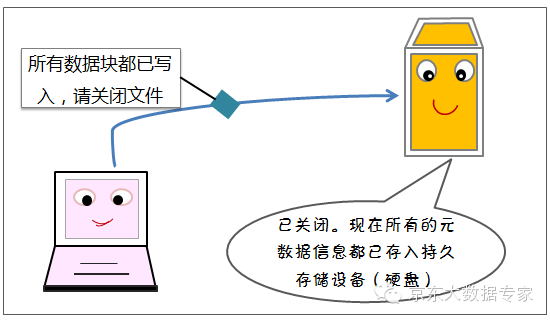 所有数据块都已写
入，请关闭文件
已关闭。现在所有的元
数据信息都已存入持久
存储设备（硬盘）
京东大数据专家